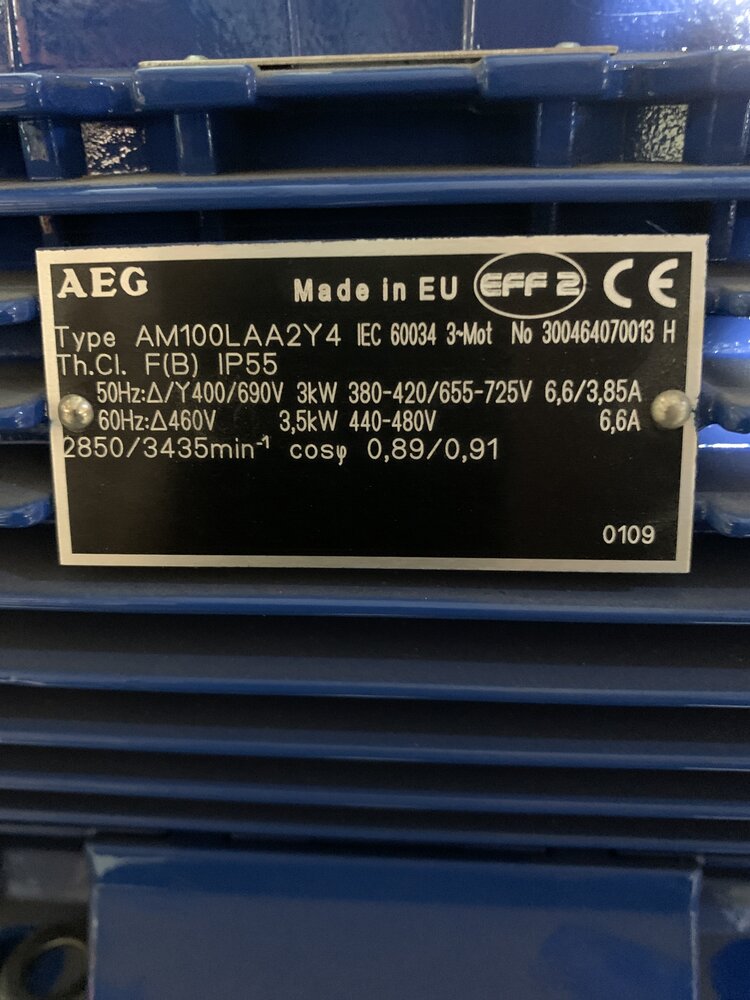 AEG Made in EU EFF 2 CE
Type AM100LAA2Y4 IEC 60034 3~Mot No 300464070013 H
Th.Cl. F(B) IP55
50Hz:Δ/Y400/690V 3kW 380-420/655-725V 6,6/3,85A
60Hz:Δ460V 3,5kW 440-480V 6,6A
2850/3435min⁻¹ cosφ 0,89/0,91
0109